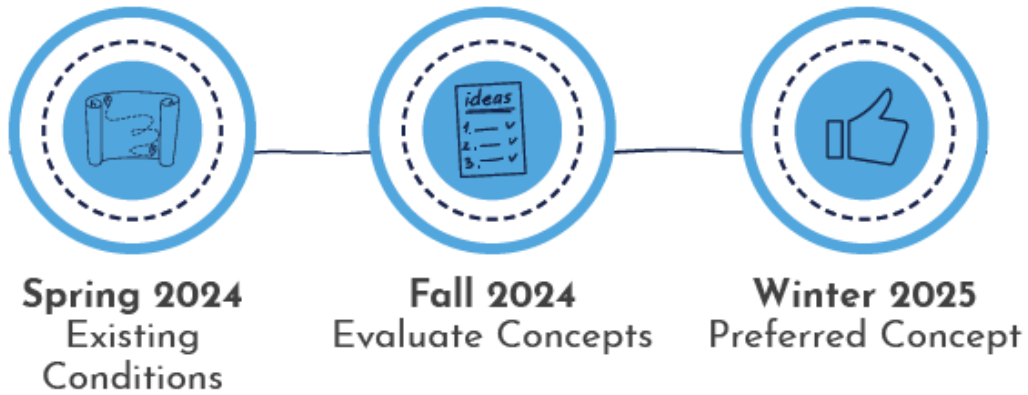 ideas
1. ✓
2. ✓
3. ✓
Spring 2024
Existing
Conditions
Fall 2024
Evaluate Concepts
Winter 2025
Preferred Concept